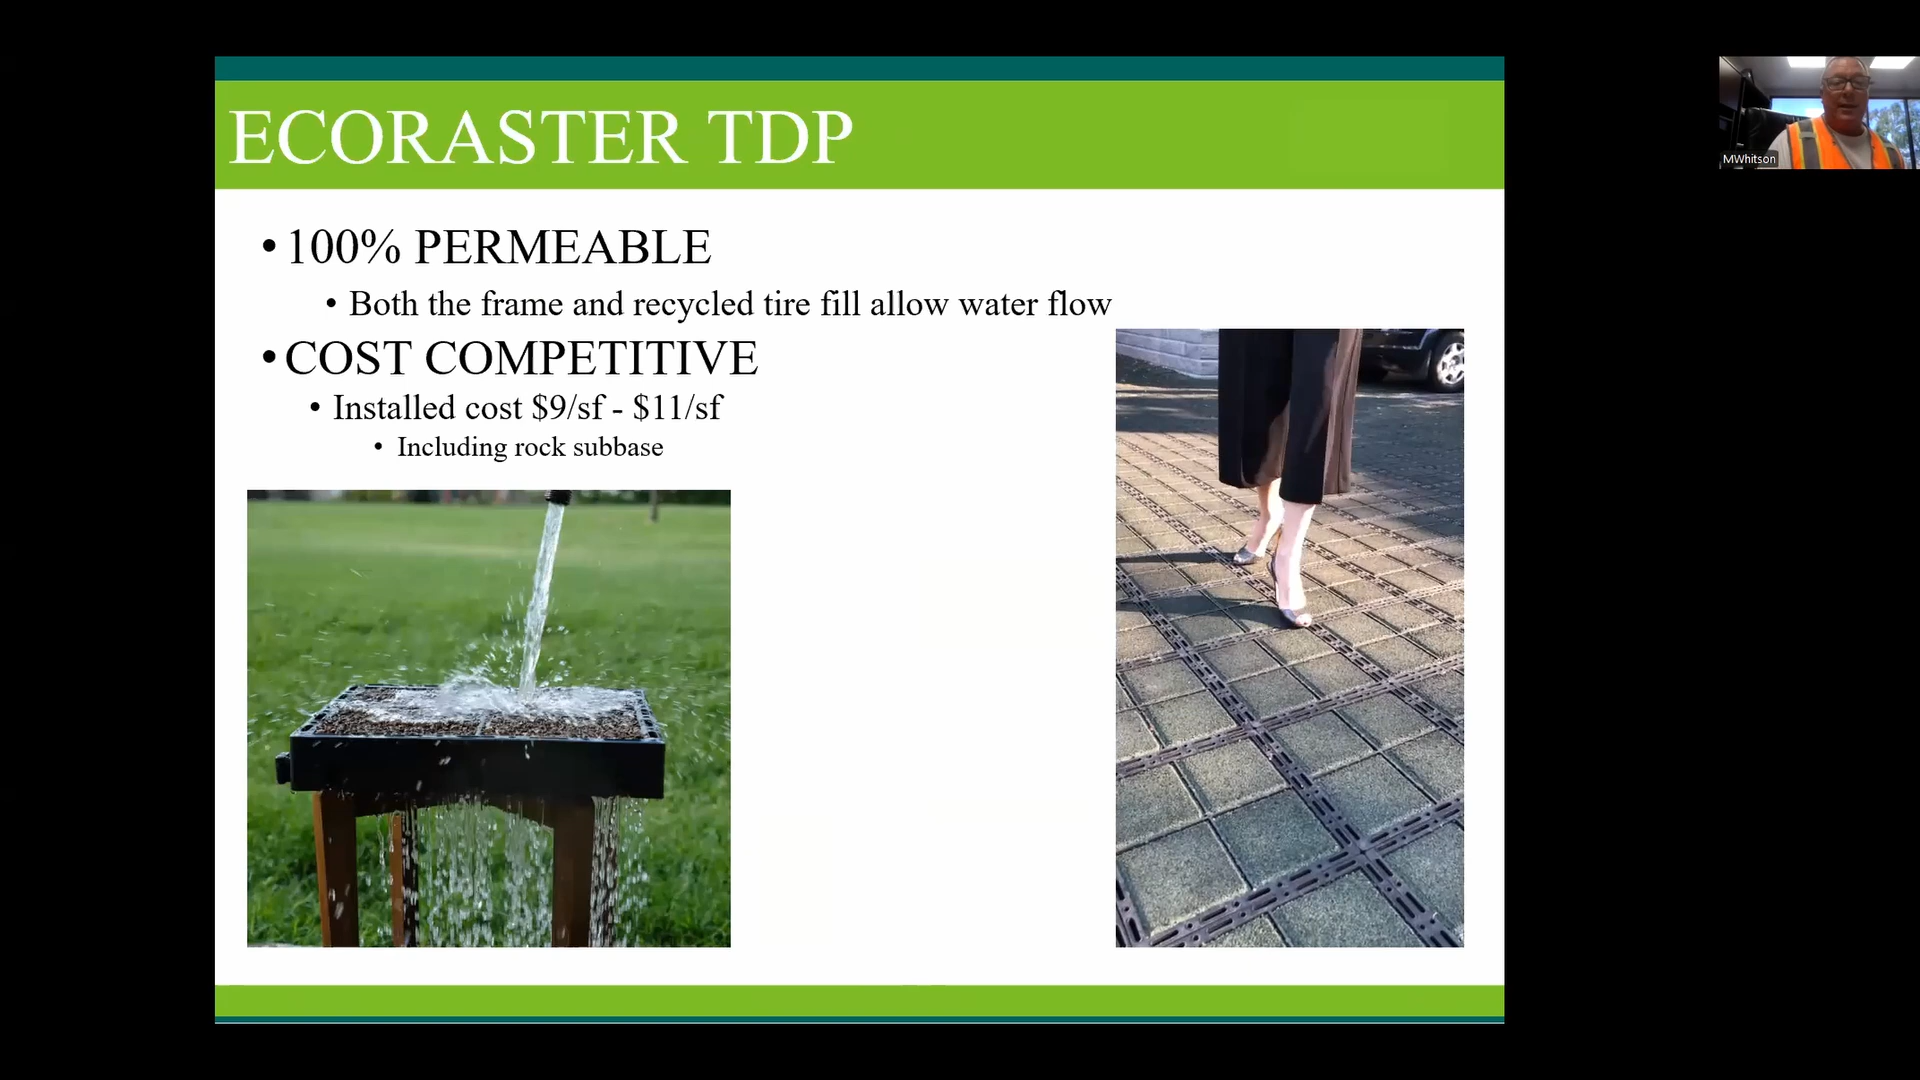 ECORASTER TDP
• 100% PERMEABLE
• Both the frame and recycled tire fill allow water flow
• COST COMPETITIVE
• Installed cost $9/sf - $11/sf
• Including rock subbase
MWhitson